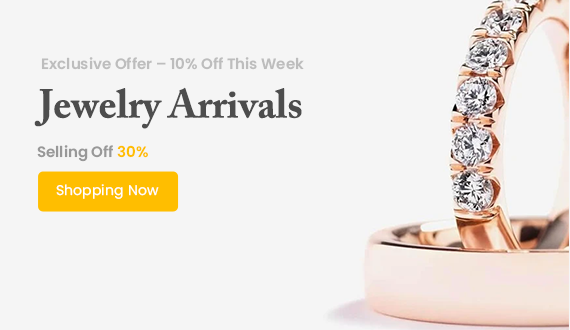 Exclusive Offer – 10% Off This Week
Jewelry Arrivals
Selling Off 30%
Shopping Now